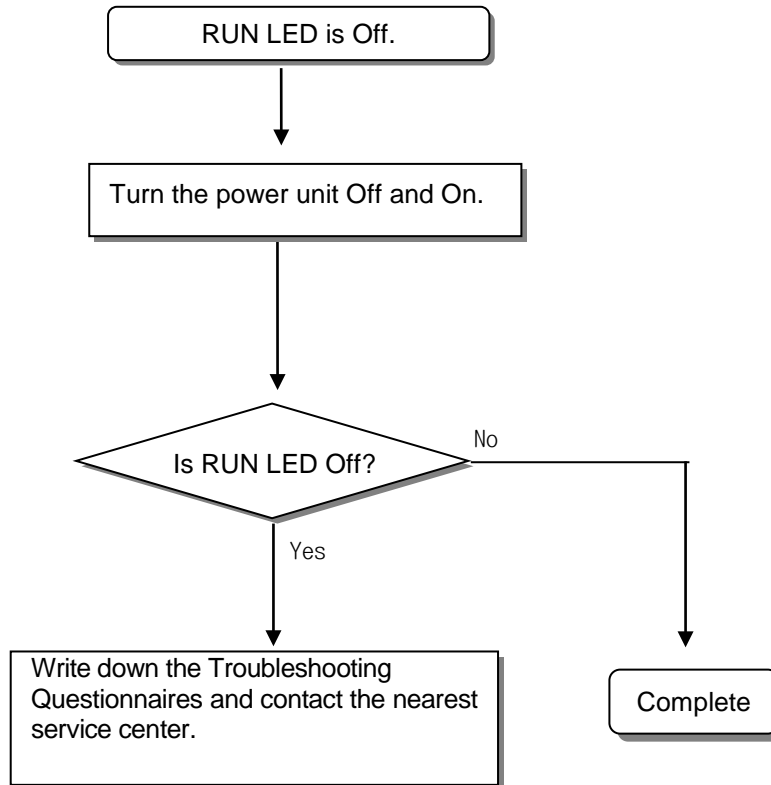 RUN LED is Off.
Turn the power unit Off and On.
Is RUN LED Off?
No
Yes
Write down the Troubleshooting
Questionnaires and contact the nearest
service center.
Complete